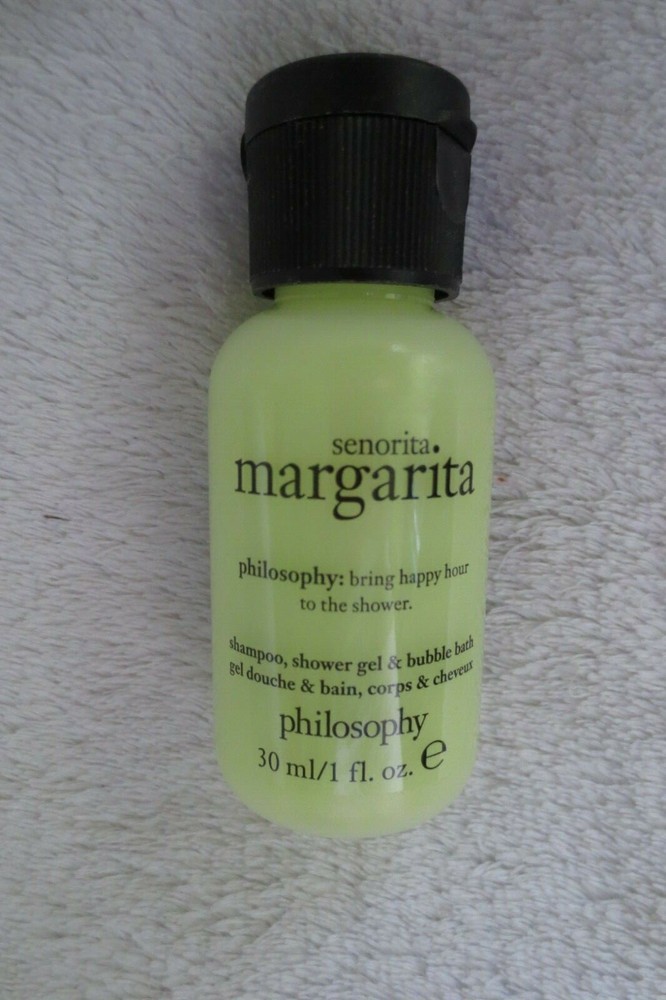 senorita
margarita
philosophy: bring happy hour
to the shower.
shampoo, shower gel & bubble bath
gel douche & bain, corps & cheveux
philosophy
30 ml/1 fl. oz. e